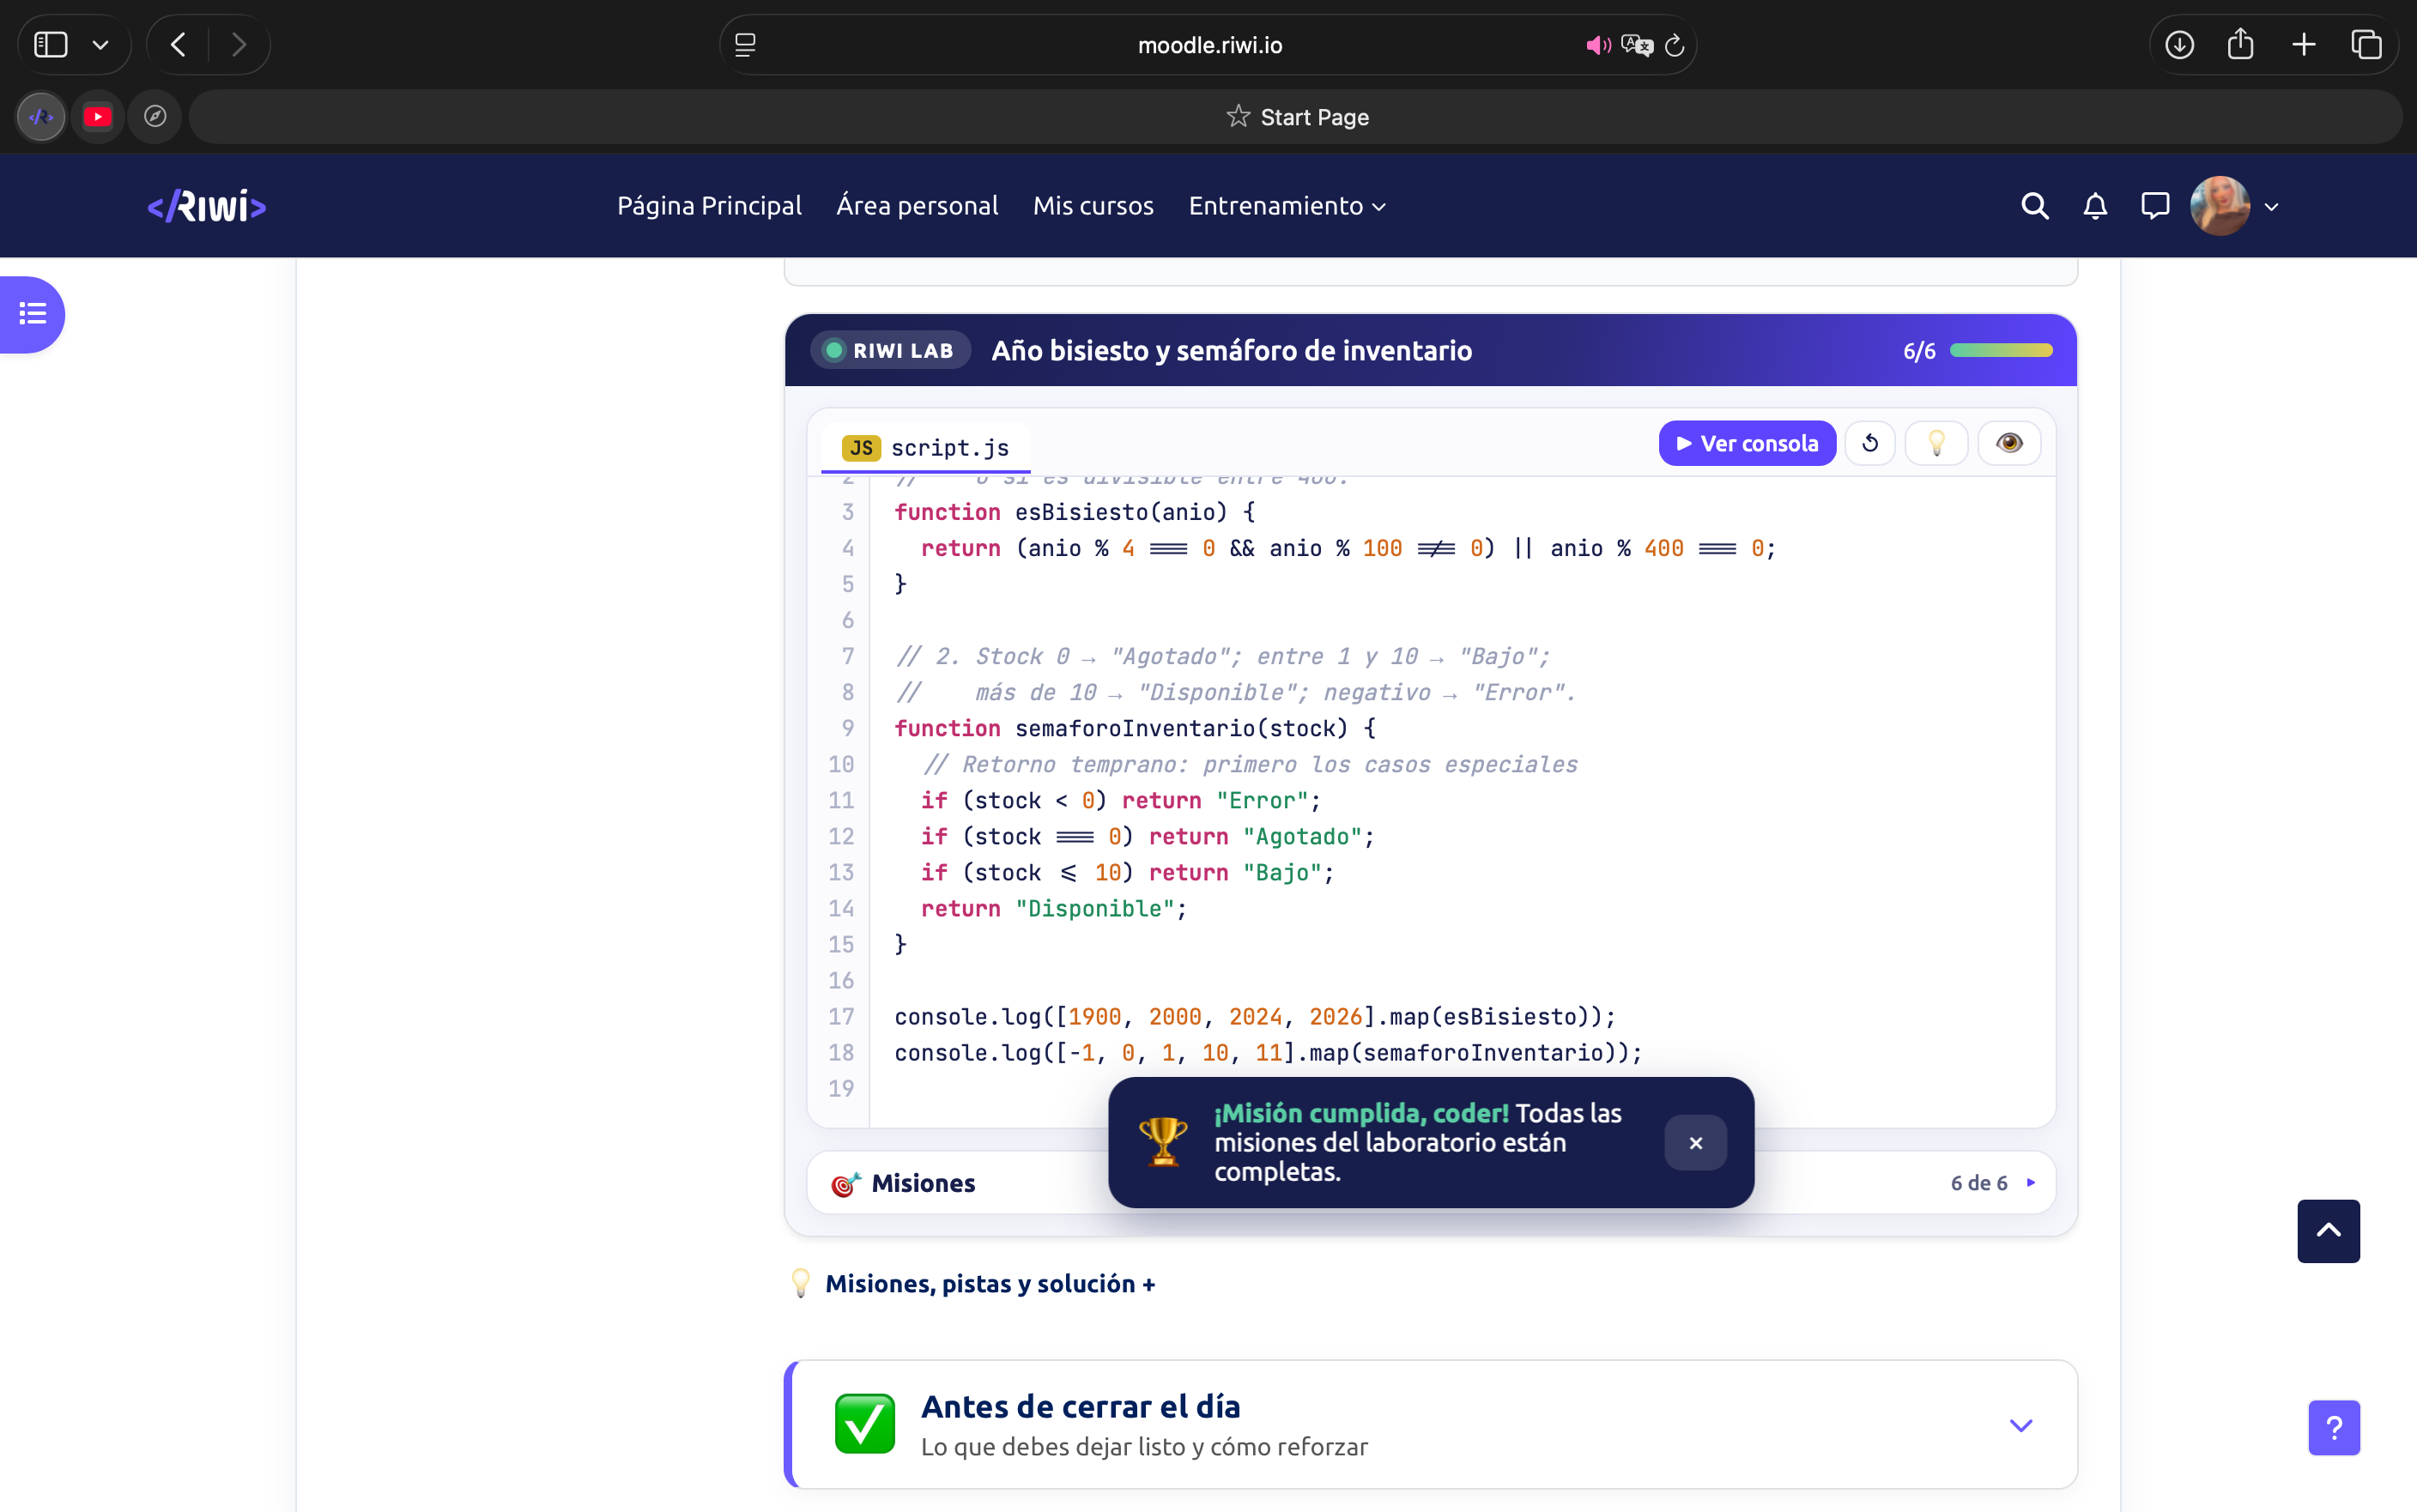 moodle.riwi.io
Start Page
</Riwi>
Página Principal Área personal Mis cursos Entrenamiento
RIWI LAB Año bisiesto y semáforo de inventario 6/6
JS script.js Ver consola
2 // o si es divisible entre 400.
3 function esBisiesto(anio) {
4 return (anio % 4 === 0 && anio % 100 !== 0) || anio % 400 === 0;
5 }
6
7 // 2. Stock 0 → "Agotado"; entre 1 y 10 → "Bajo";
8 // más de 10 → "Disponible"; negativo → "Error".
9 function semaforoInventario(stock) {
10 // Retorno temprano: primero los casos especiales
11 if (stock < 0) return "Error";
12 if (stock === 0) return "Agotado";
13 if (stock <= 10) return "Bajo";
14 return "Disponible";
15 }
16
17 console.log([1900, 2000, 2024, 2026].map(esBisiesto));
18 console.log([-1, 0, 1, 10, 11].map(semaforoInventario));
19
¡Misión cumplida, coder! Todas las
misiones del laboratorio están
completas.
Misiones 6 de 6
Misiones, pistas y solución +
Antes de cerrar el día
Lo que debes dejar listo y cómo reforzar
?